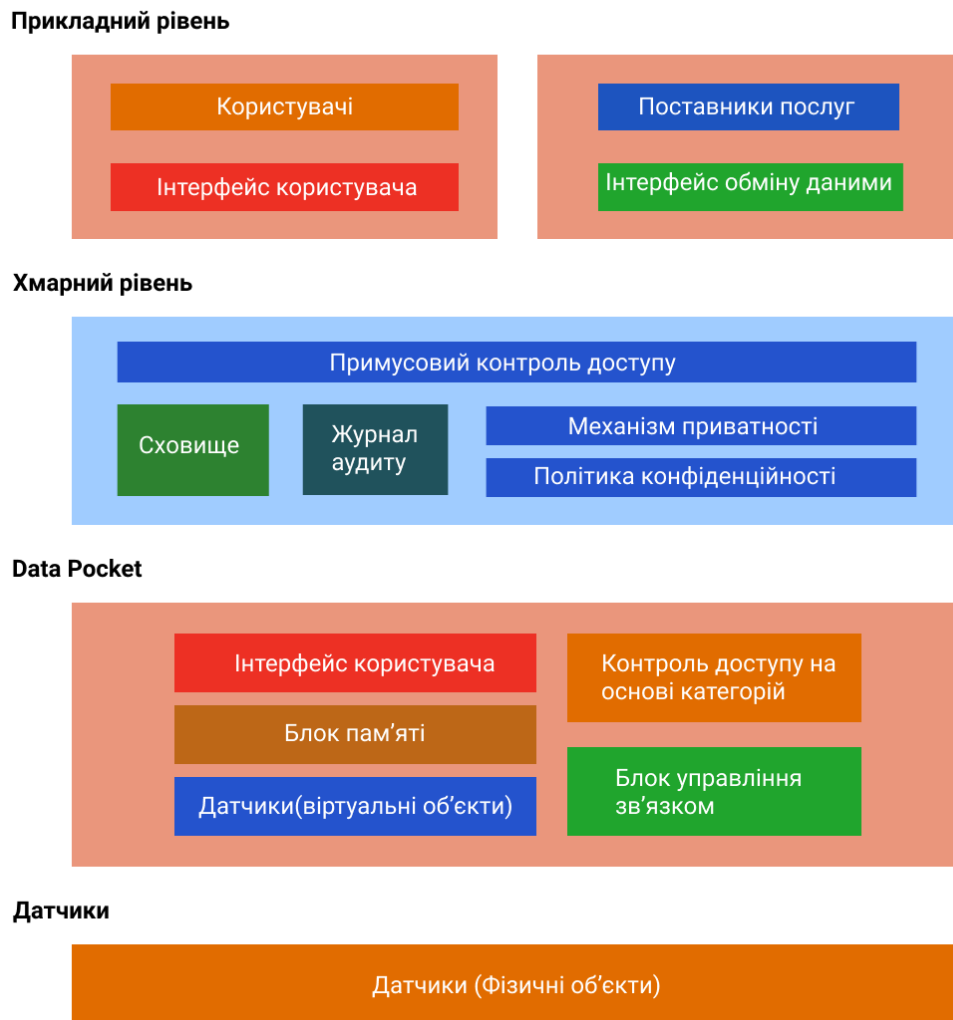 Прикладний рівень
Користувачі
Інтерфейс користувача
Поставники послуг
Інтерфейс обміну даними
Хмарний рівень
Примусовий контроль доступу
Сховище
Журнал
аудиту
Механізм приватності
Політика конфіденційності
Data Pocket
Інтерфейс користувача
Блок пам’яті
Датчики(віртуальні об’єкти)
Контроль доступу на
основі категорій
Блок управління
зв’язком
Датчики
Датчики (Фізичні об’єкти)